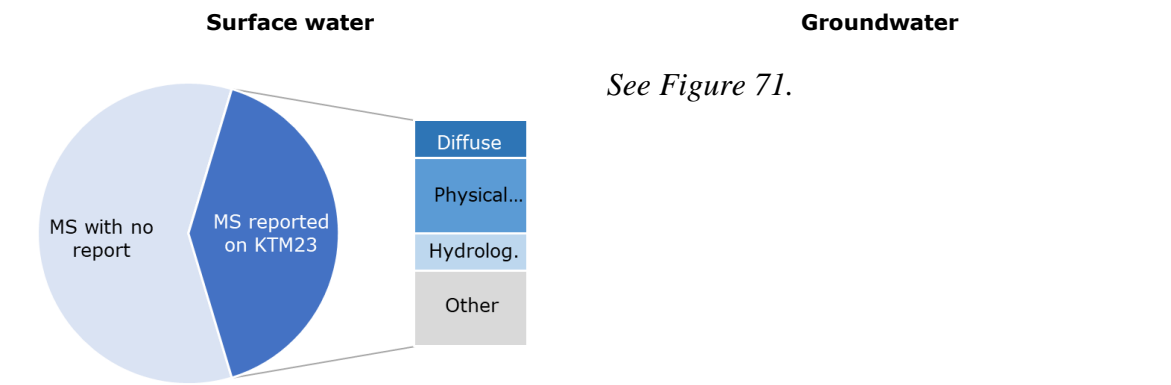 Surface water
Groundwater
See Figure 71.
MS with no
report
MS reported
on KTM23
Diffuse
Physical...
Hydrolog.
Other